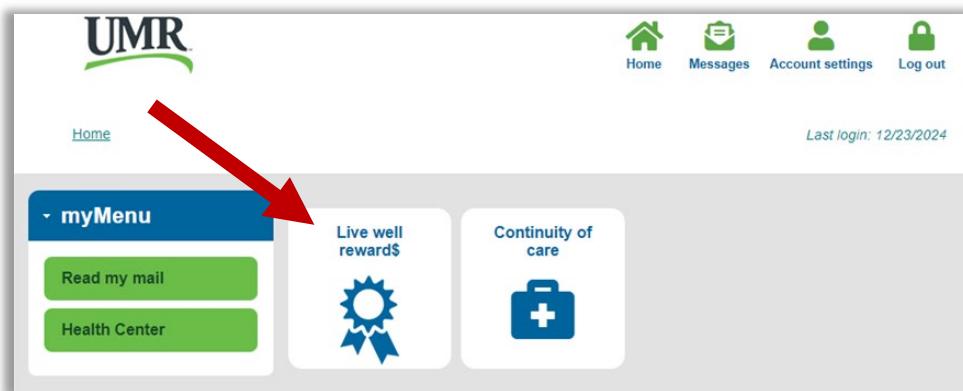 UMR
Home
Messages
Account settings
Log out
Home
Last login: 12/23/2024
myMenu
Read my mail
Health Center
Live well
reward$
Continuity of
care